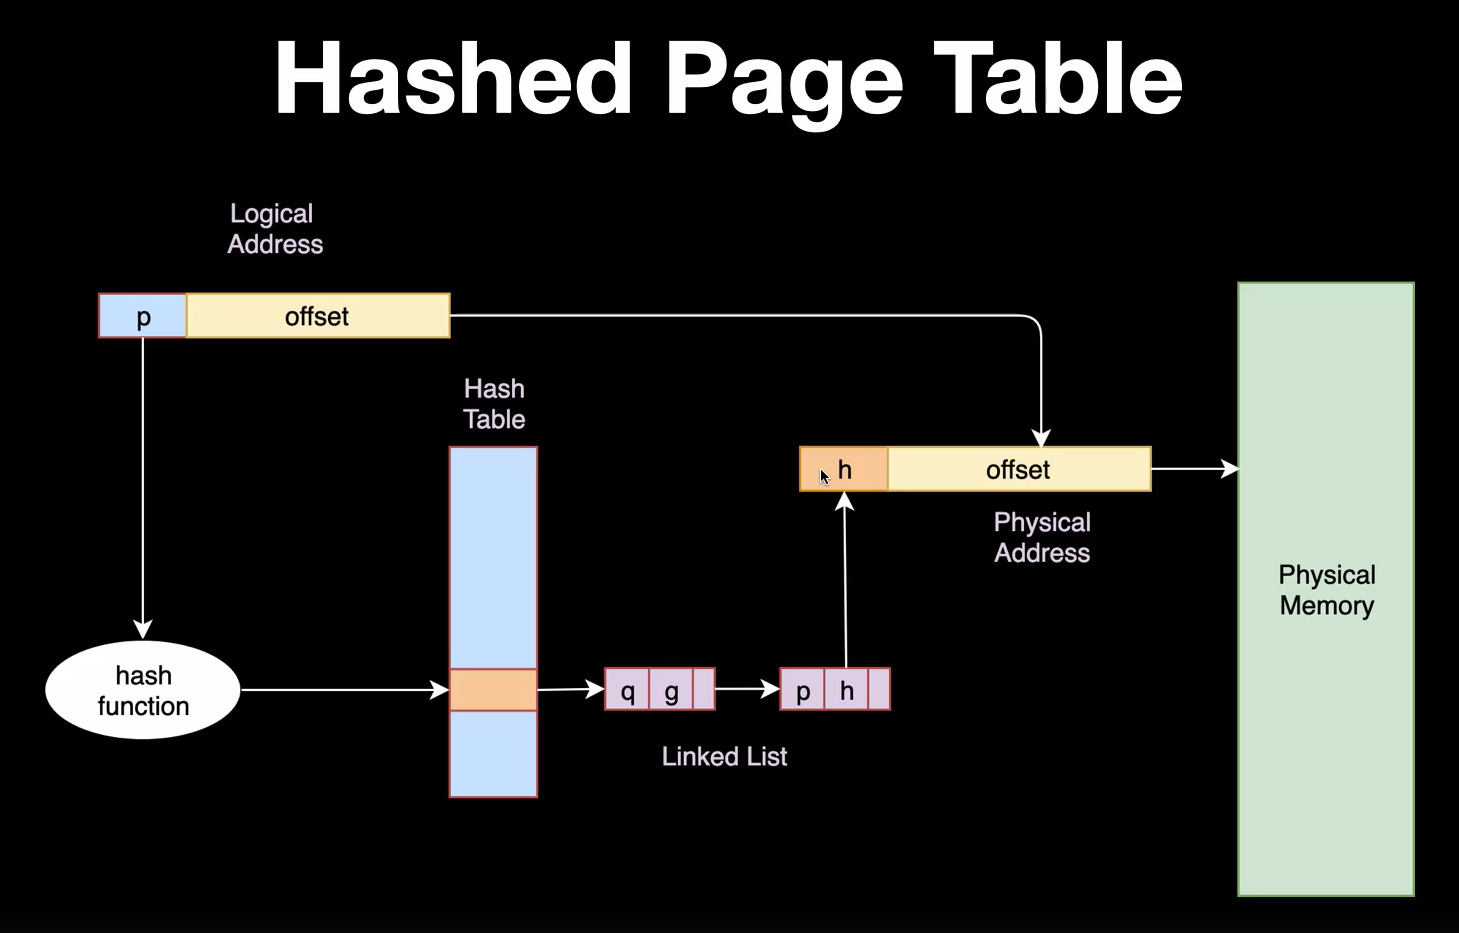 Hashed Page Table
Logical
Address
p
offset
Hash
Table
h
offset
Physical
Address
Physical
Memory
hash
function
q
g
p
h
Linked List